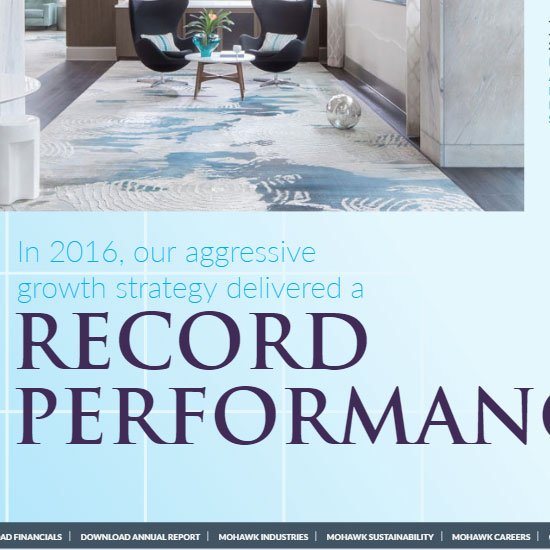 In 2016, our aggressive
growth strategy delivered a
RECORD
PERFORMANC
AD FINANCIALS | DOWNLOAD ANNUAL REPORT | MOHAWK INDUSTRIES | MOHAWK SUSTAINABILITY | MOHAWK CAREERS |